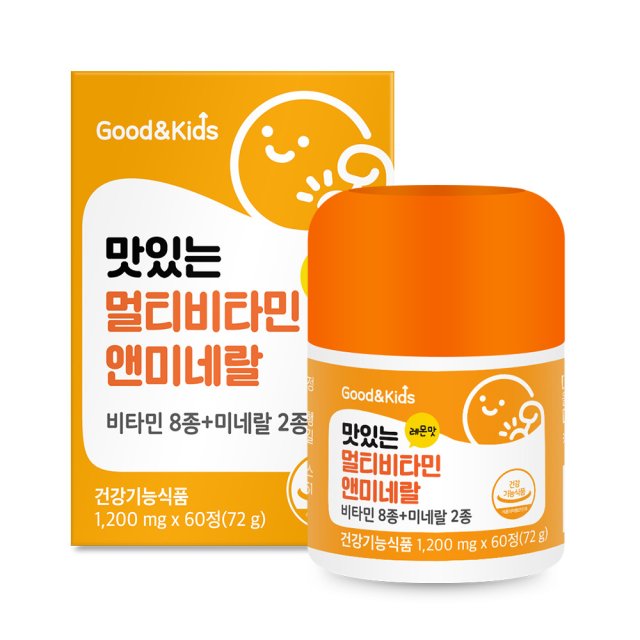 Good&Kids
맛있는
멀티비타민
앤미네랄
비타민 8종+미네랄 2종
건강기능식품
1,200 mg x 60정(72 g)
Good&Kids
맛있는
레몬맛
멀티비타민
앤미네랄
비타민 8종+미네랄 2종
건강기능식품 1,200 mg x 60정(72 g)
건강
기능식품